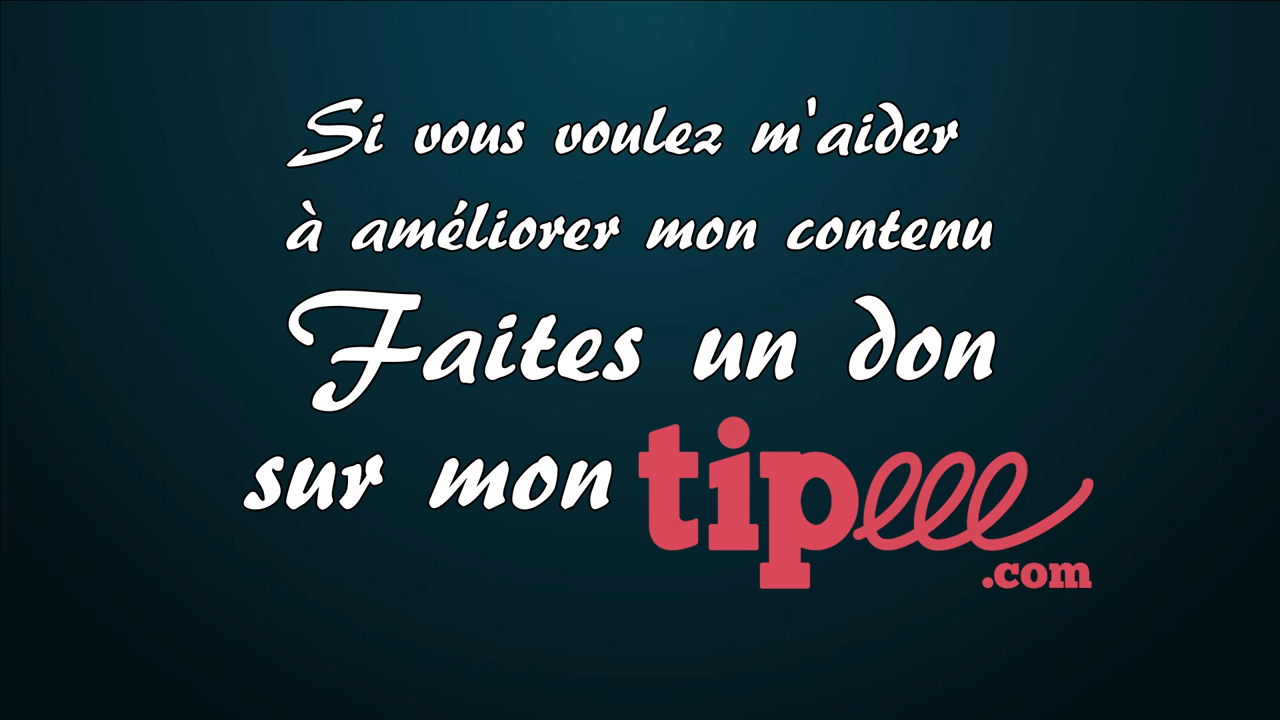 Si vous voulez m'aider
à améliorer mon contenu
Faites un don
sur mon tipeee
.com